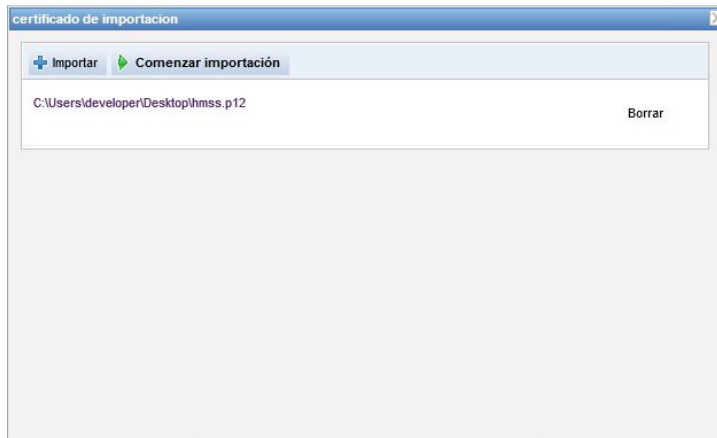 certificado de importacion
Importar Comenzar importación
C:\Users\developer\Desktop\hmss.p12
Borrar